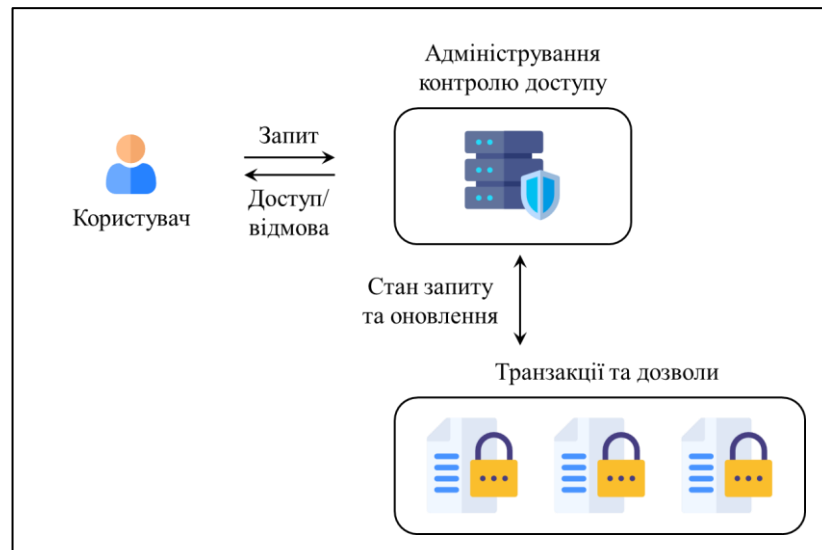 Адміністрування
контролю доступу
Запит
Доступ/
відмова
Користувач
Стан запиту
та оновлення
Транзакції та дозволи